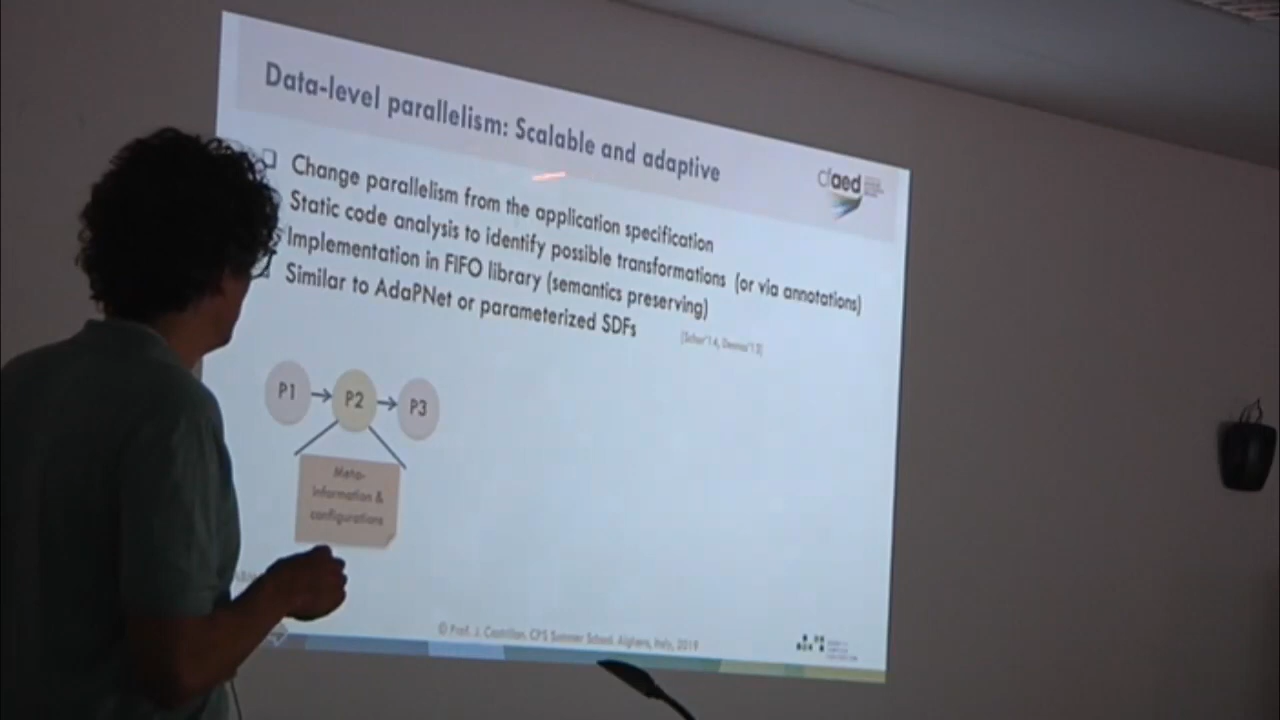 Data-level parallelism: Scalable and adaptive
cfaed
Change parallelism from the application specification
Static code analysis to identify possible transformations (or via annotations)
Implementation in FIFO library (semantics preserving)
Similar to AdaPNet or parameterized SDFs
P1
P2
P3
Meta-
information &
configurations
© Prof. J. Castrillon. CPS Summer School. Alghero, Italy, 2019